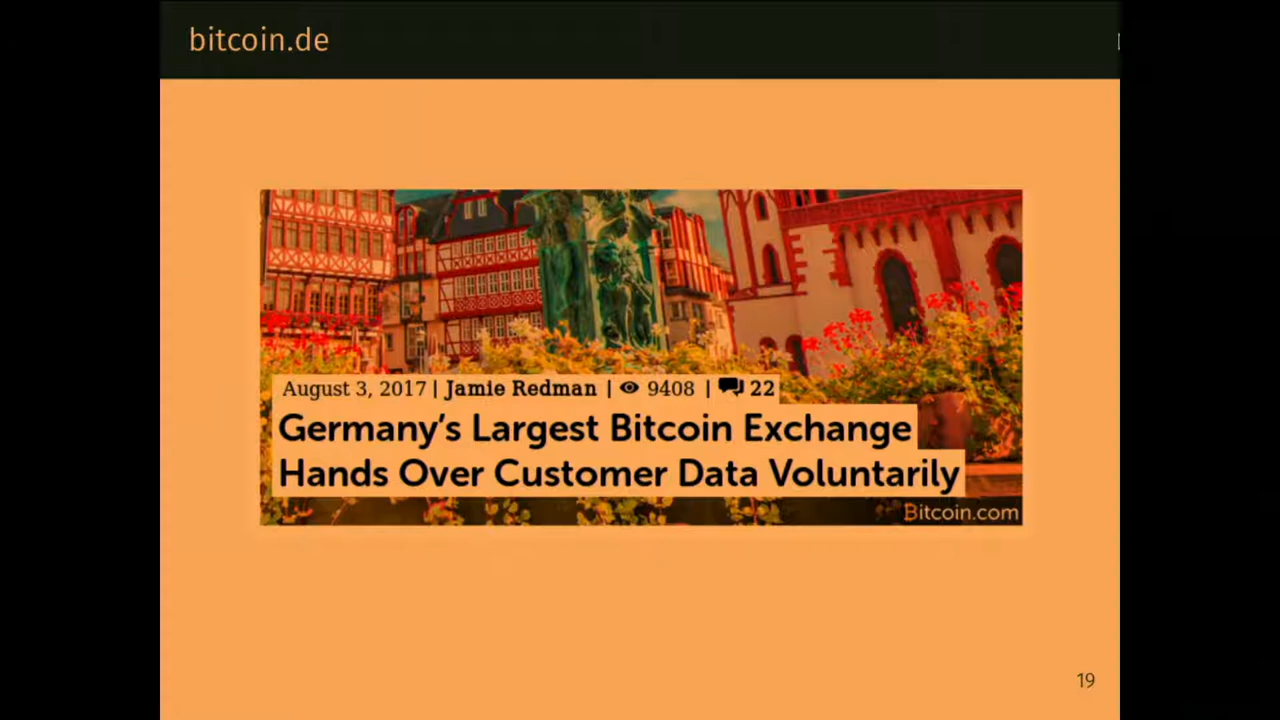 bitcoin.de
August 3, 2017 | Jamie Redman | 9408 | 22
Germany's Largest Bitcoin Exchange
Hands Over Customer Data Voluntarily
Bitcoin.com
19